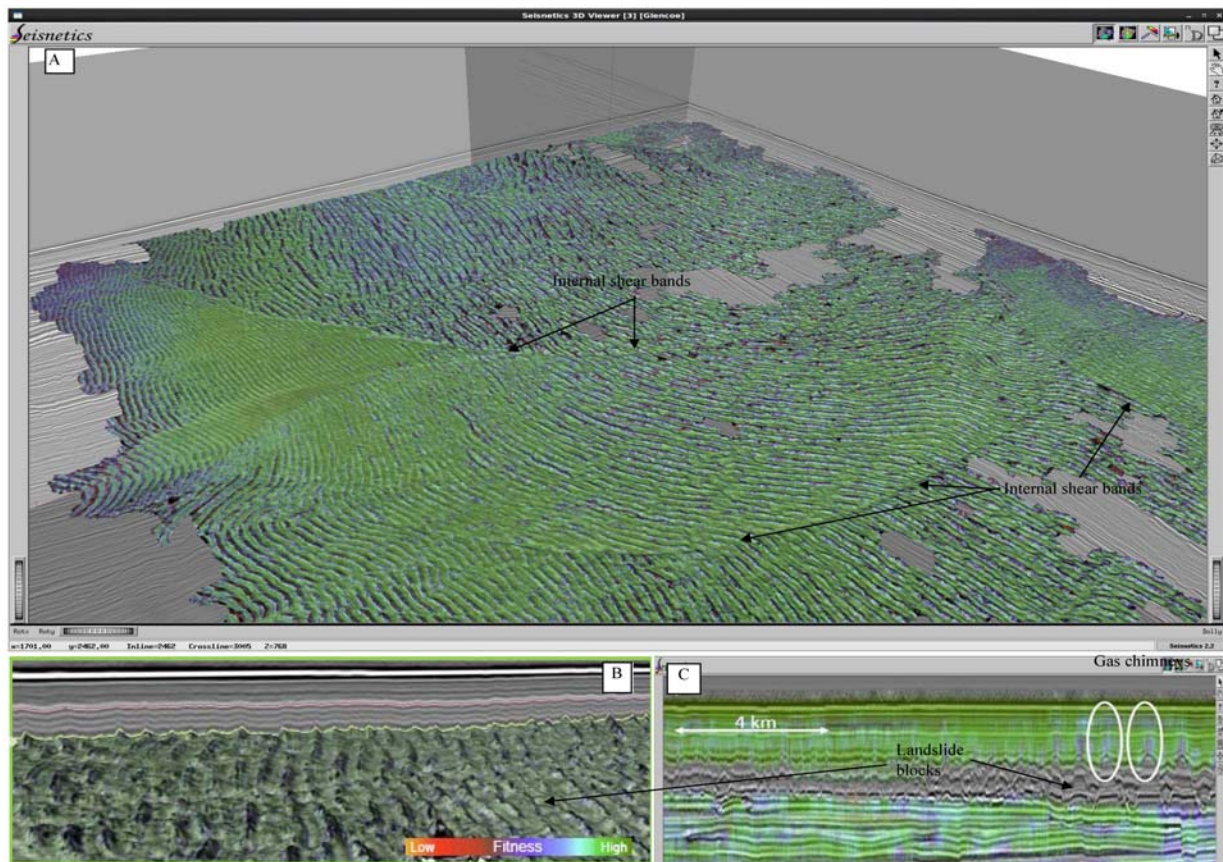 Seisnetics 3D Viewer [3] [Glencoe]
Seisnetics
A
Internal shear bands
Internal shear bands
Rotx Roty
Dolly
x=1701,00 y=2462,00 Inline=2462 Crossline=3005 Z=768
Seisnetics 2.2
B
Low Fitness High
C
Gas chimneys
4 km
Landslide
blocks